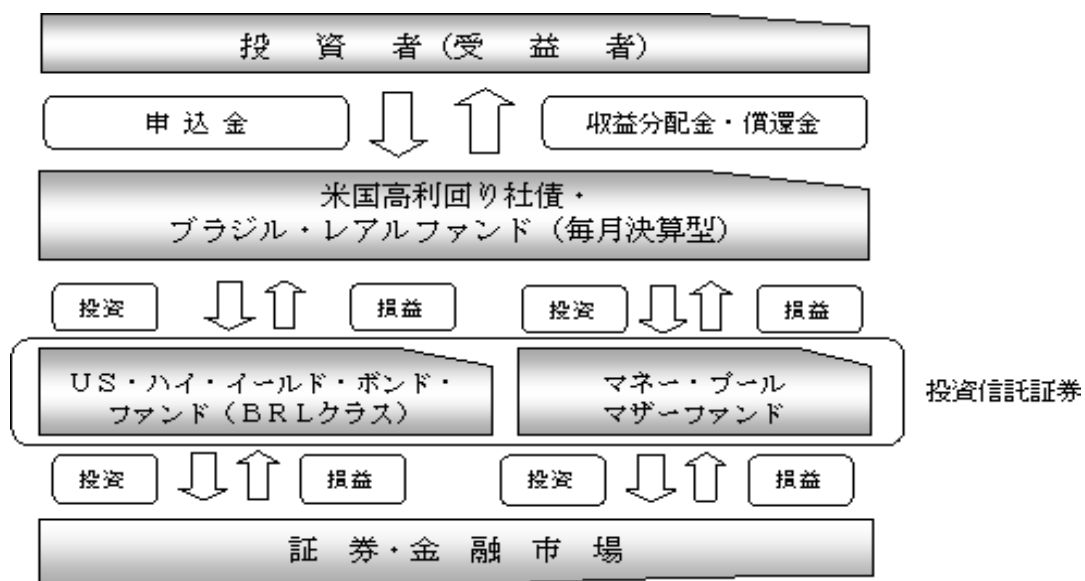 投資者(受益者)
申込金
収益分配金・償還金
米国高利回り社債・
ブラジル・レアルファンド(毎月決算型)
投資
損益
投資
損益
US・ハイ・イールド・ボンド・
ファンド(BRLクラス)
マネー・プール
マザーファンド
投資信託証券
投資
損益
投資
損益
証券・金融市場